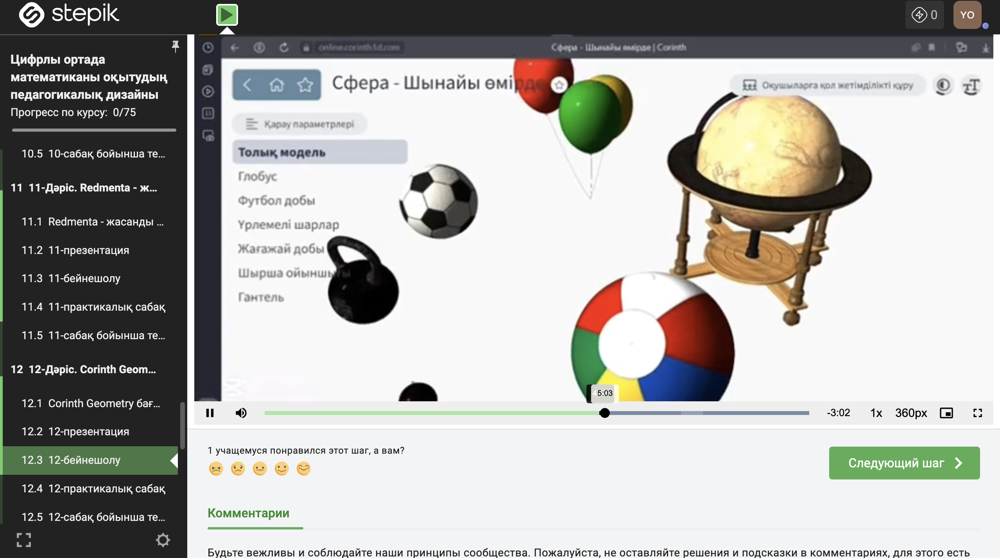 stepik
0
YO
Цифрлы ортада
математиканы оқытудың
педагогикалық дизайны
Прогресс по курсу: 0/75
10.5 10-сабақ бойынша те...
11 11-Дәріс. Redmenta - ж...
11.1 Redmenta - жасанды ...
11.2 11-презентация
11.3 11-бейнешолу
11.4 11-практикалық сабақ
11.5 11-сабақ бойынша те...
12 12-Дәріс. Corinth Geom...
12.1 Corinth Geometry бағ...
12.2 12-презентация
12.3 12-бейнешолу
12.4 12-практикалық сабақ
12.5 12-сабақ бойынша те...
online.corinth3d.com
Сфера - Шынайы өмірде | Corinth
Сфера - Шынайы өмірде
Оқушыларға қол жетімділікті құру
TT
Қарау параметрлері
Толық модель
Глобус
Футбол добы
Үрлемелі шарлар
Жағажай добы
Шырша ойыншығы
Гантель
5:03
-3:02
1x
360px
1 учащемуся понравился этот шаг, а вам?
Следующий шаг
Комментарии
Будьте вежливы и соблюдайте наши принципы сообщества. Пожалуйста, не оставляйте решения и подсказки в комментариях, для этого есть